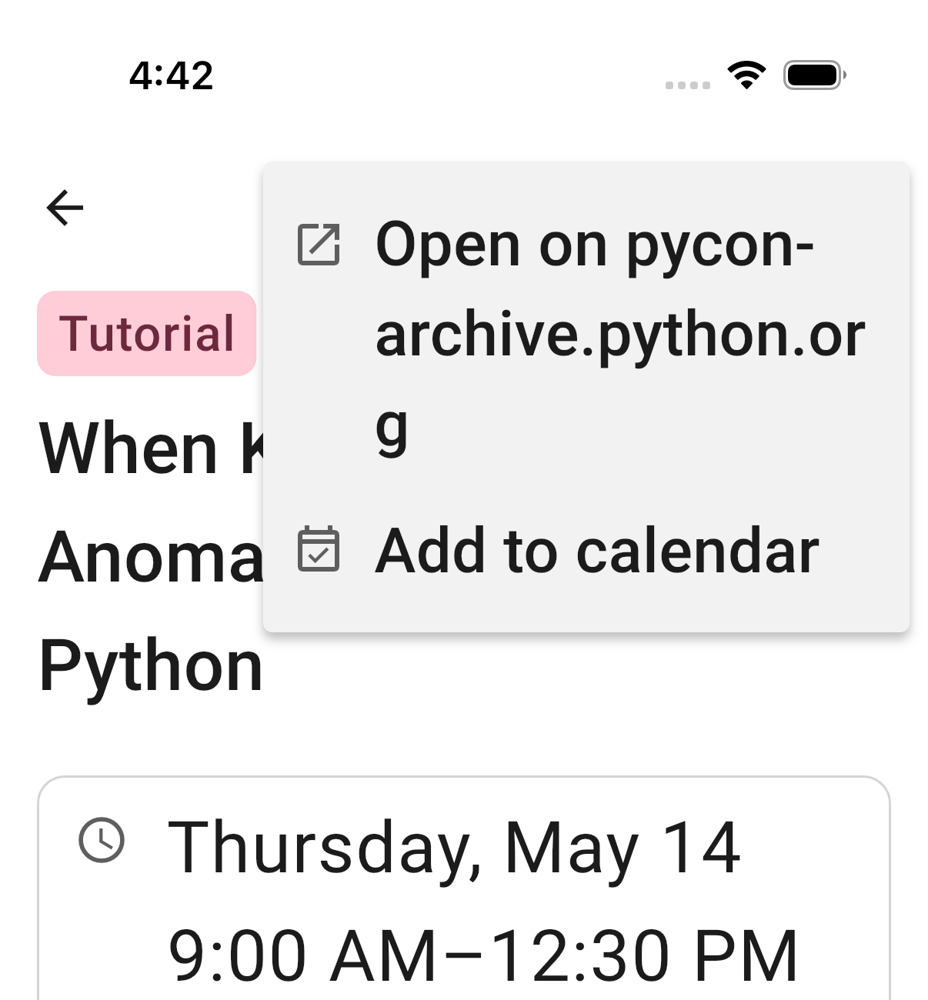 4:42
Open on pycon-
archive.python.or
g
Add to calendar
Tutorial
When
Anoma
Python
Thursday, May 14
9:00 AM–12:30 PM